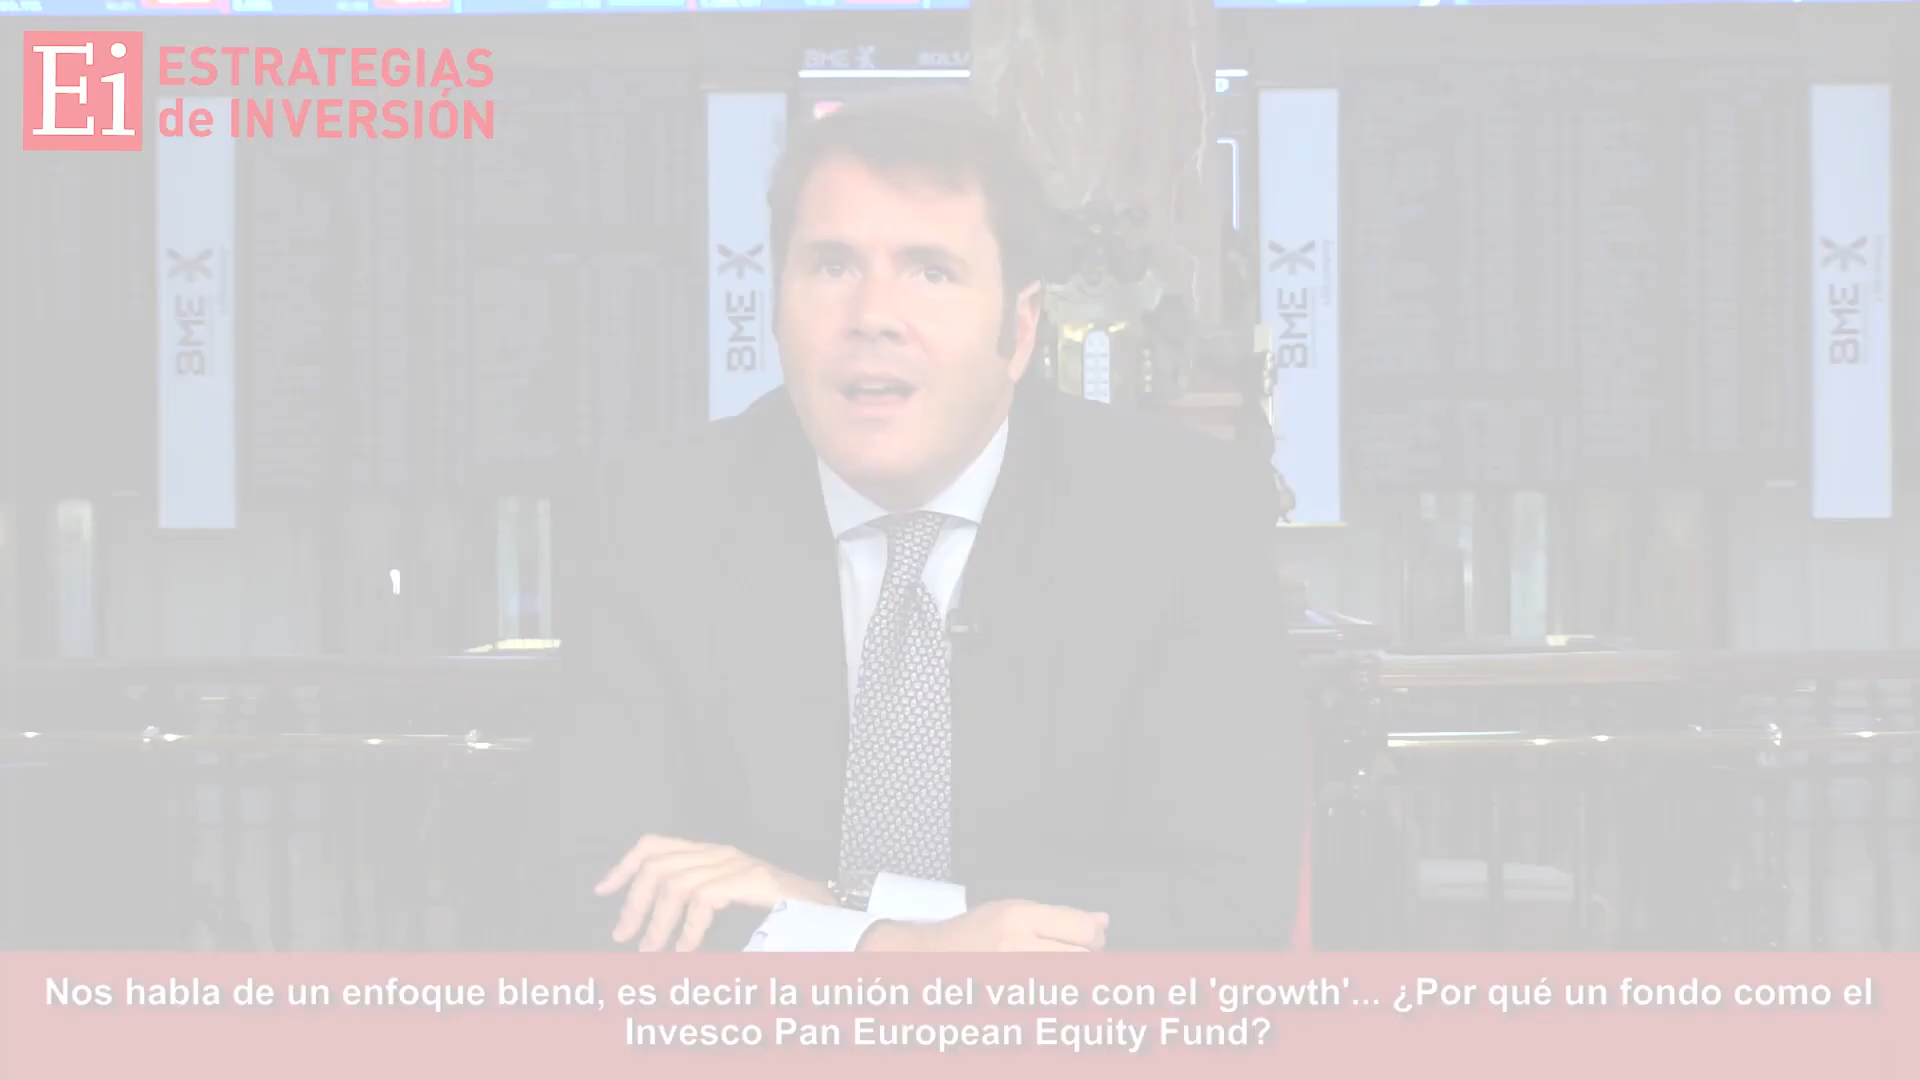 Ei ESTRATEGIAS
de INVERSIÓN
BME
BME
BME
BME
BME
Nos habla de un enfoque blend, es decir la unión del value con el 'growth'... ¿Por qué un fondo como el
Invesco Pan European Equity Fund?